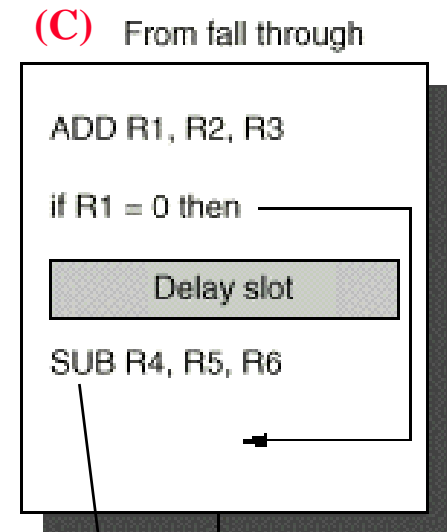 (C) From fall through
ADD R1, R2, R3
if R1 = 0 then
Delay slot
SUB R4, R5, R6